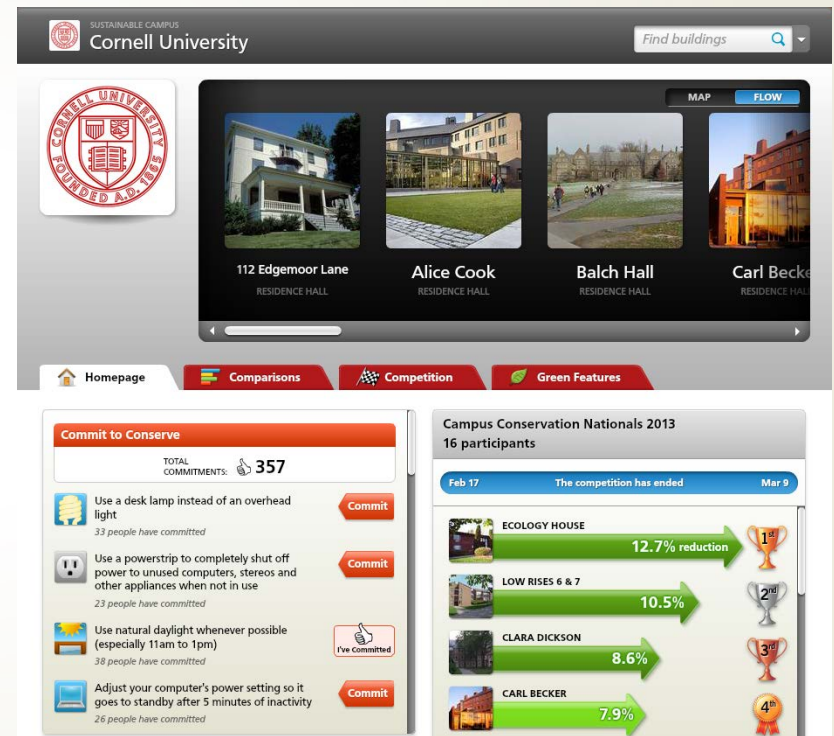 SUSTAINABLE CAMPUS
Cornell University
Find buildings
CORNELL UNIVERSITY
FOUNDED A.D. 1865
MAP
FLOW
112 Edgemoor Lane
RESIDENCE HALL
Alice Cook
RESIDENCE HALL
Balch Hall
RESIDENCE HALL
Carl Becke
RESIDENCE HAL
Homepage
Comparisons
Competition
Green Features
Commit to Conserve
TOTAL
COMMITMENTS: 357
Use a desk lamp instead of an overhead
light
33 people have committed
Commit
Use a powerstrip to completely shut off
power to unused computers, stereos and
other appliances when not in use
23 people have committed
Commit
Use natural daylight whenever possible
(especially 11am to 1pm)
38 people have committed
I've Committed
Adjust your computer's power setting so it
goes to standby after 5 minutes of inactivity
26 people have committed
Commit
Campus Conservation Nationals 2013
16 participants
Feb 17 The competition has ended Mar 9
ECOLOGY HOUSE
12.7% reduction
1st
LOW RISES 6 & 7
10.5%
2nd
CLARA DICKSON
8.6%
3rd
CARL BECKER
7.9%
4th